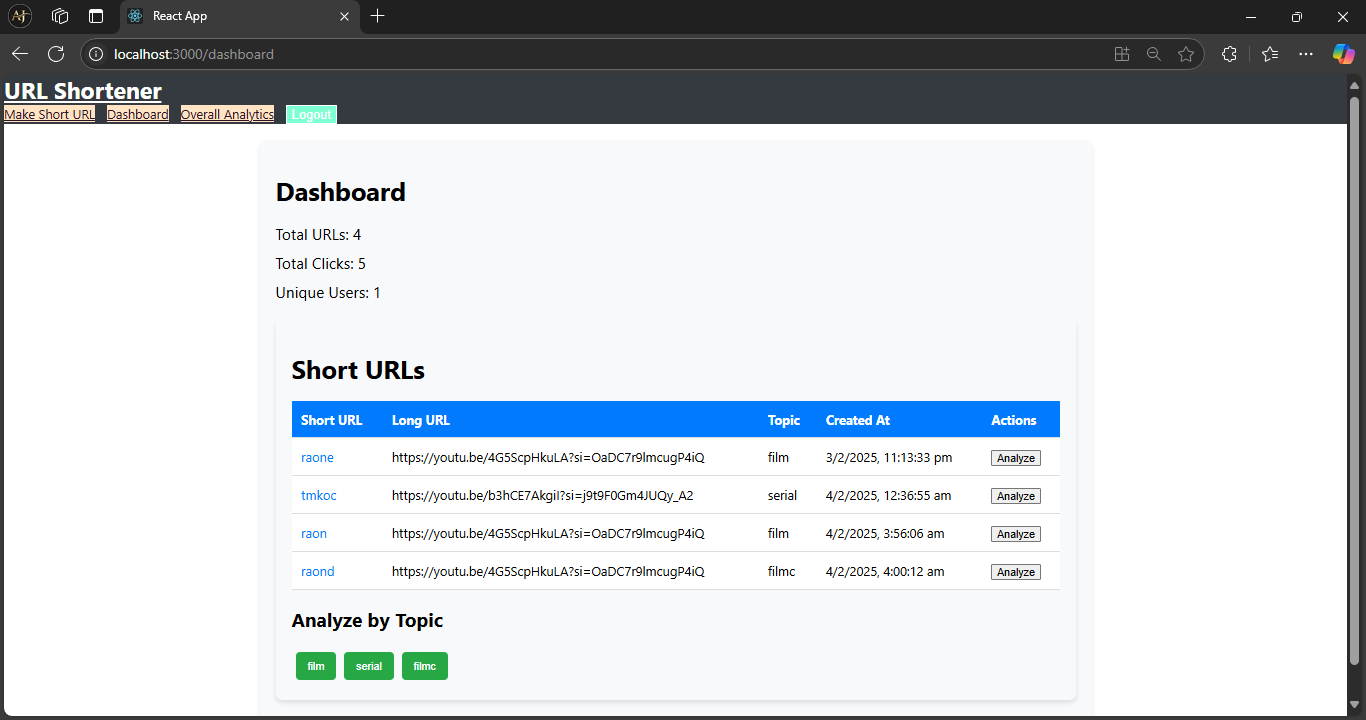 React App
localhost:3000/dashboard
URL Shortener
Make Short URL Dashboard Overall Analytics Logout
Dashboard
Total URLs: 4
Total Clicks: 5
Unique Users: 1
Short URLs
Short URL Long URL Topic Created At Actions
raone https://youtu.be/4G5ScpHkuLA?si=OaDC7r9lmcugP4iQ film 3/2/2025, 11:13:33 pm Analyze
tmkoc https://youtu.be/b3hCE7AkgiI?si=j9t9F0Gm4JUQy_A2 serial 4/2/2025, 12:36:55 am Analyze
raon https://youtu.be/4G5ScpHkuLA?si=OaDC7r9lmcugP4iQ film 4/2/2025, 3:56:06 am Analyze
raond https://youtu.be/4G5ScpHkuLA?si=OaDC7r9lmcugP4iQ filmc 4/2/2025, 4:00:12 am Analyze
Analyze by Topic
film serial filmc